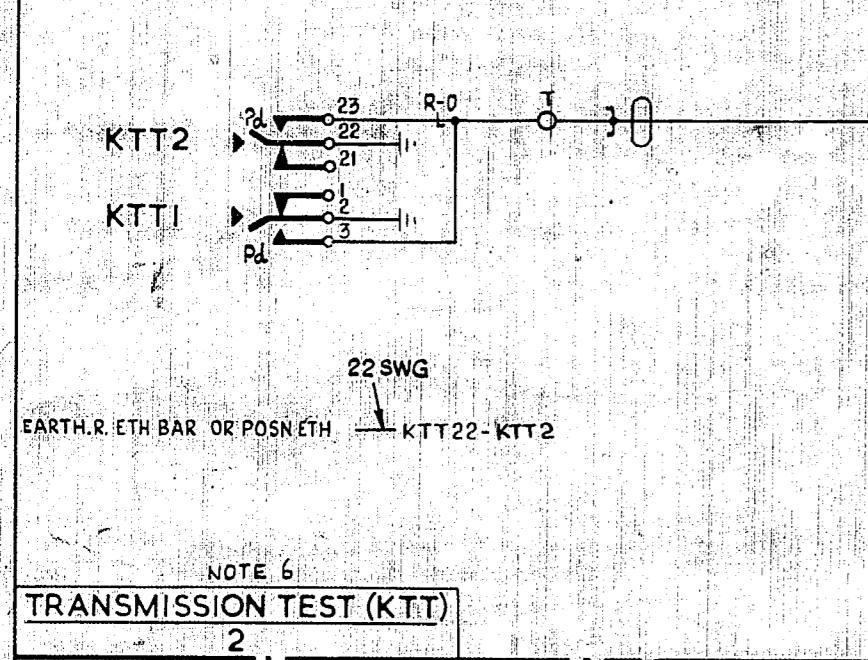 23
R-O
T
Pd
KTT2
22
21
1
KTT1
2
3
Pd
22 SWG
EARTH.R. ETH BAR OR POSN ETH KTT22-KTT2
NOTE 6
TRANSMISSION TEST (KTT)
2